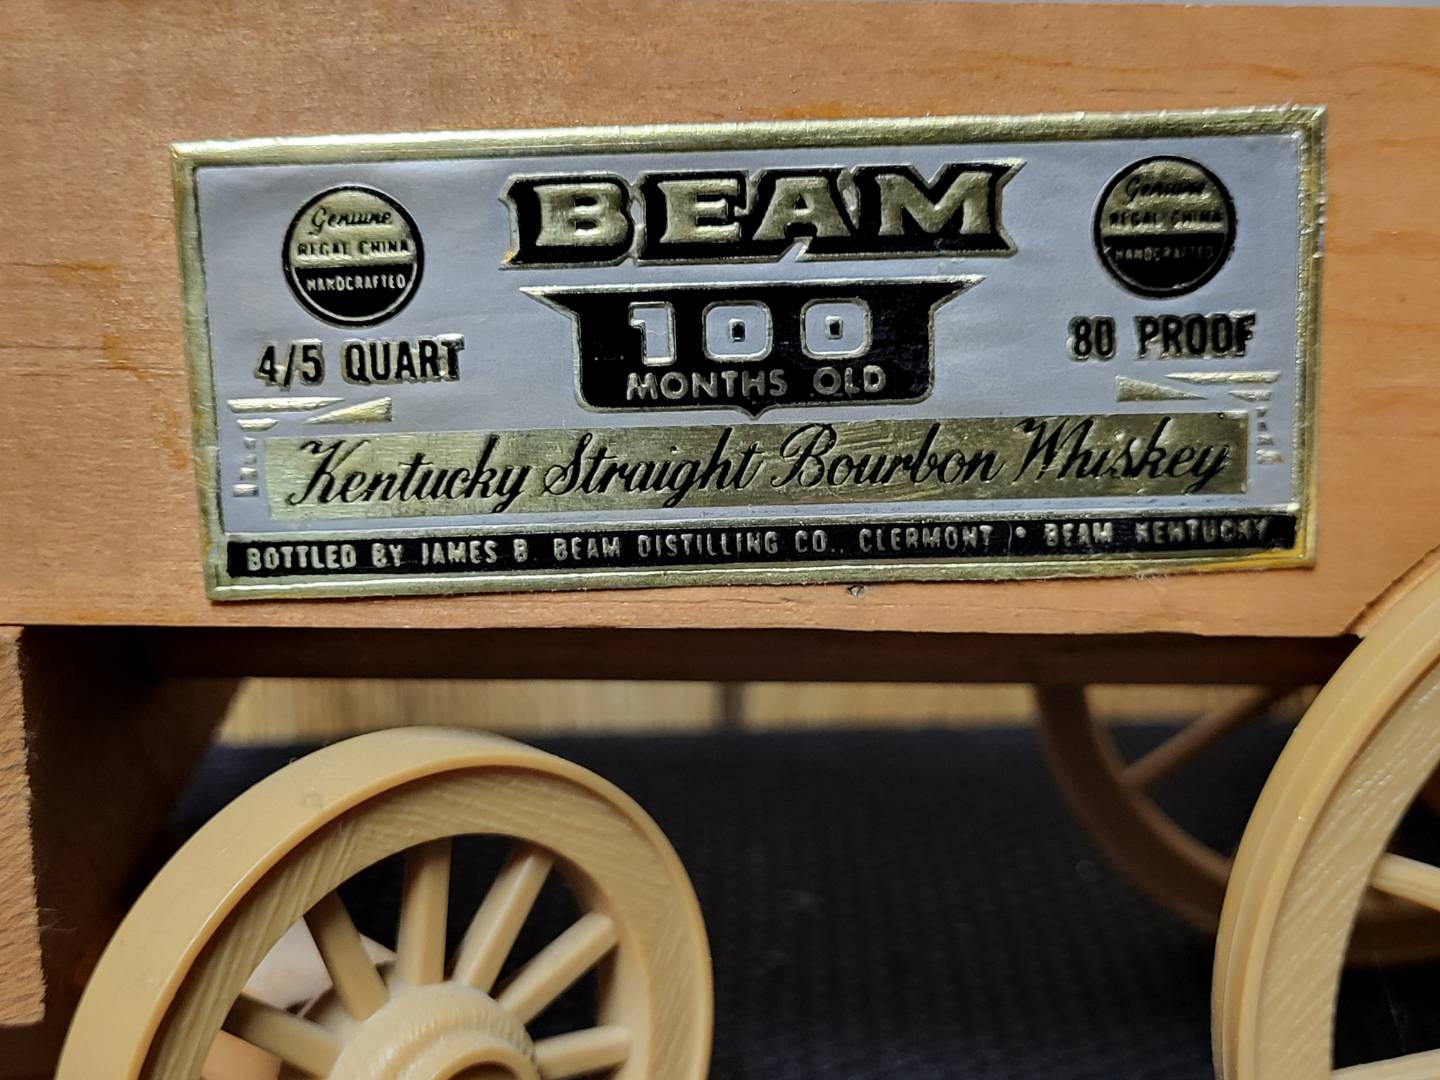 Genuine
REGAL CHINA
HANDCRAFTED
4/5 QUART
BEAM
100
MONTHS OLD
Genuine
REGAL CHINA
HANDCRAFTED
80 PROOF
Kentucky Straight Bourbon Whiskey
BOTTLED BY JAMES B. BEAM DISTILLING CO., CLERMONT • BEAM KENTUCKY